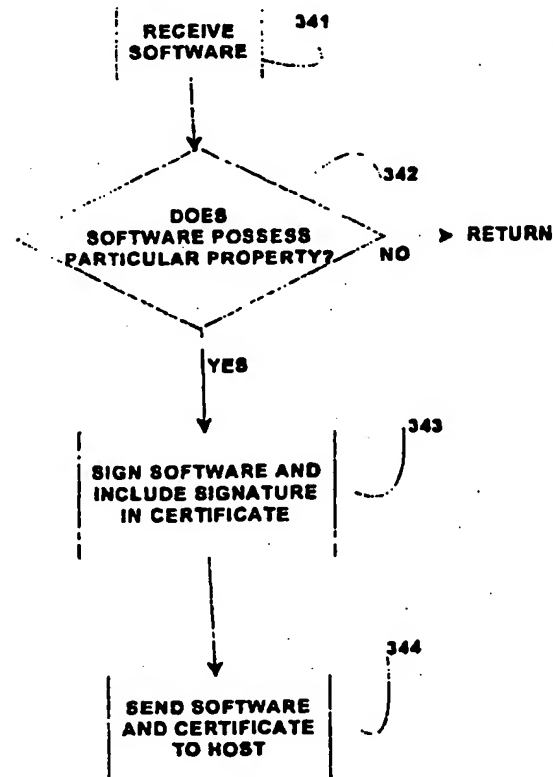 RECEIVE
SOFTWARE
341
342
DOES
SOFTWARE POSSESS
PARTICULAR PROPERTY?
NO
RETURN
YES
343
SIGN SOFTWARE AND
INCLUDE SIGNATURE
IN CERTIFICATE
344
SEND SOFTWARE
AND CERTIFICATE
TO HOST